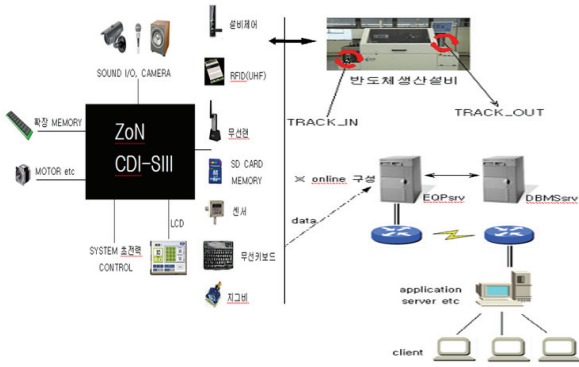 설비제어
SOUND I/O, CAMERA
RFID(UHF)
반도체생산설비
확장 MEMORY
ZoN
CDI-SIII
무선랜
TRACK_IN
TRACK_OUT
MOTOR etc
SD CARD
MEMORY
※ online 구성
센서
EQPsrv
DBMSsrv
data
LCD
SYSTEM 초전력
CONTROL
무선키보드
지그비
application
server etc
client